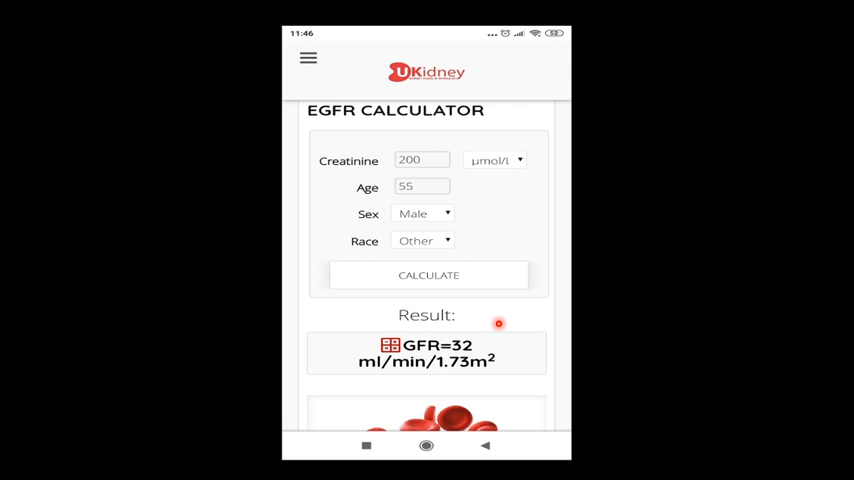 11:46
52
UKidney
EGFR CALCULATOR
Creatinine 200 μmol/L
Age 55
Sex Male
Race Other
CALCULATE
Result:
GFR=32
ml/min/1.73m²